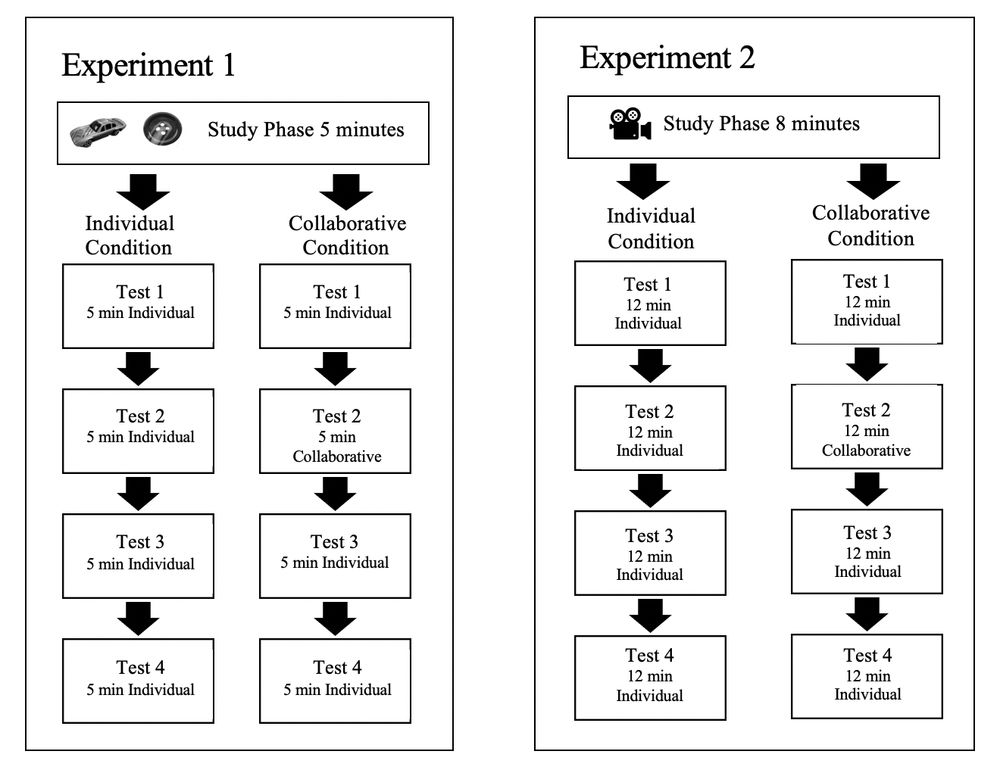 Experiment 1
Study Phase 5 minutes
Individual
Condition
Test 1
5 min Individual
Test 2
5 min Individual
Test 3
5 min Individual
Test 4
5 min Individual
Collaborative
Condition
Test 1
5 min Individual
Test 2
5 min
Collaborative
Test 3
5 min Individual
Test 4
5 min Individual
Experiment 2
Study Phase 8 minutes
Individual
Condition
Test 1
12 min
Individual
Test 2
12 min
Individual
Test 3
12 min
Individual
Test 4
12 min
Individual
Collaborative
Condition
Test 1
12 min
Individual
Test 2
12 min
Collaborative
Test 3
12 min
Individual
Test 4
12 min
Individual